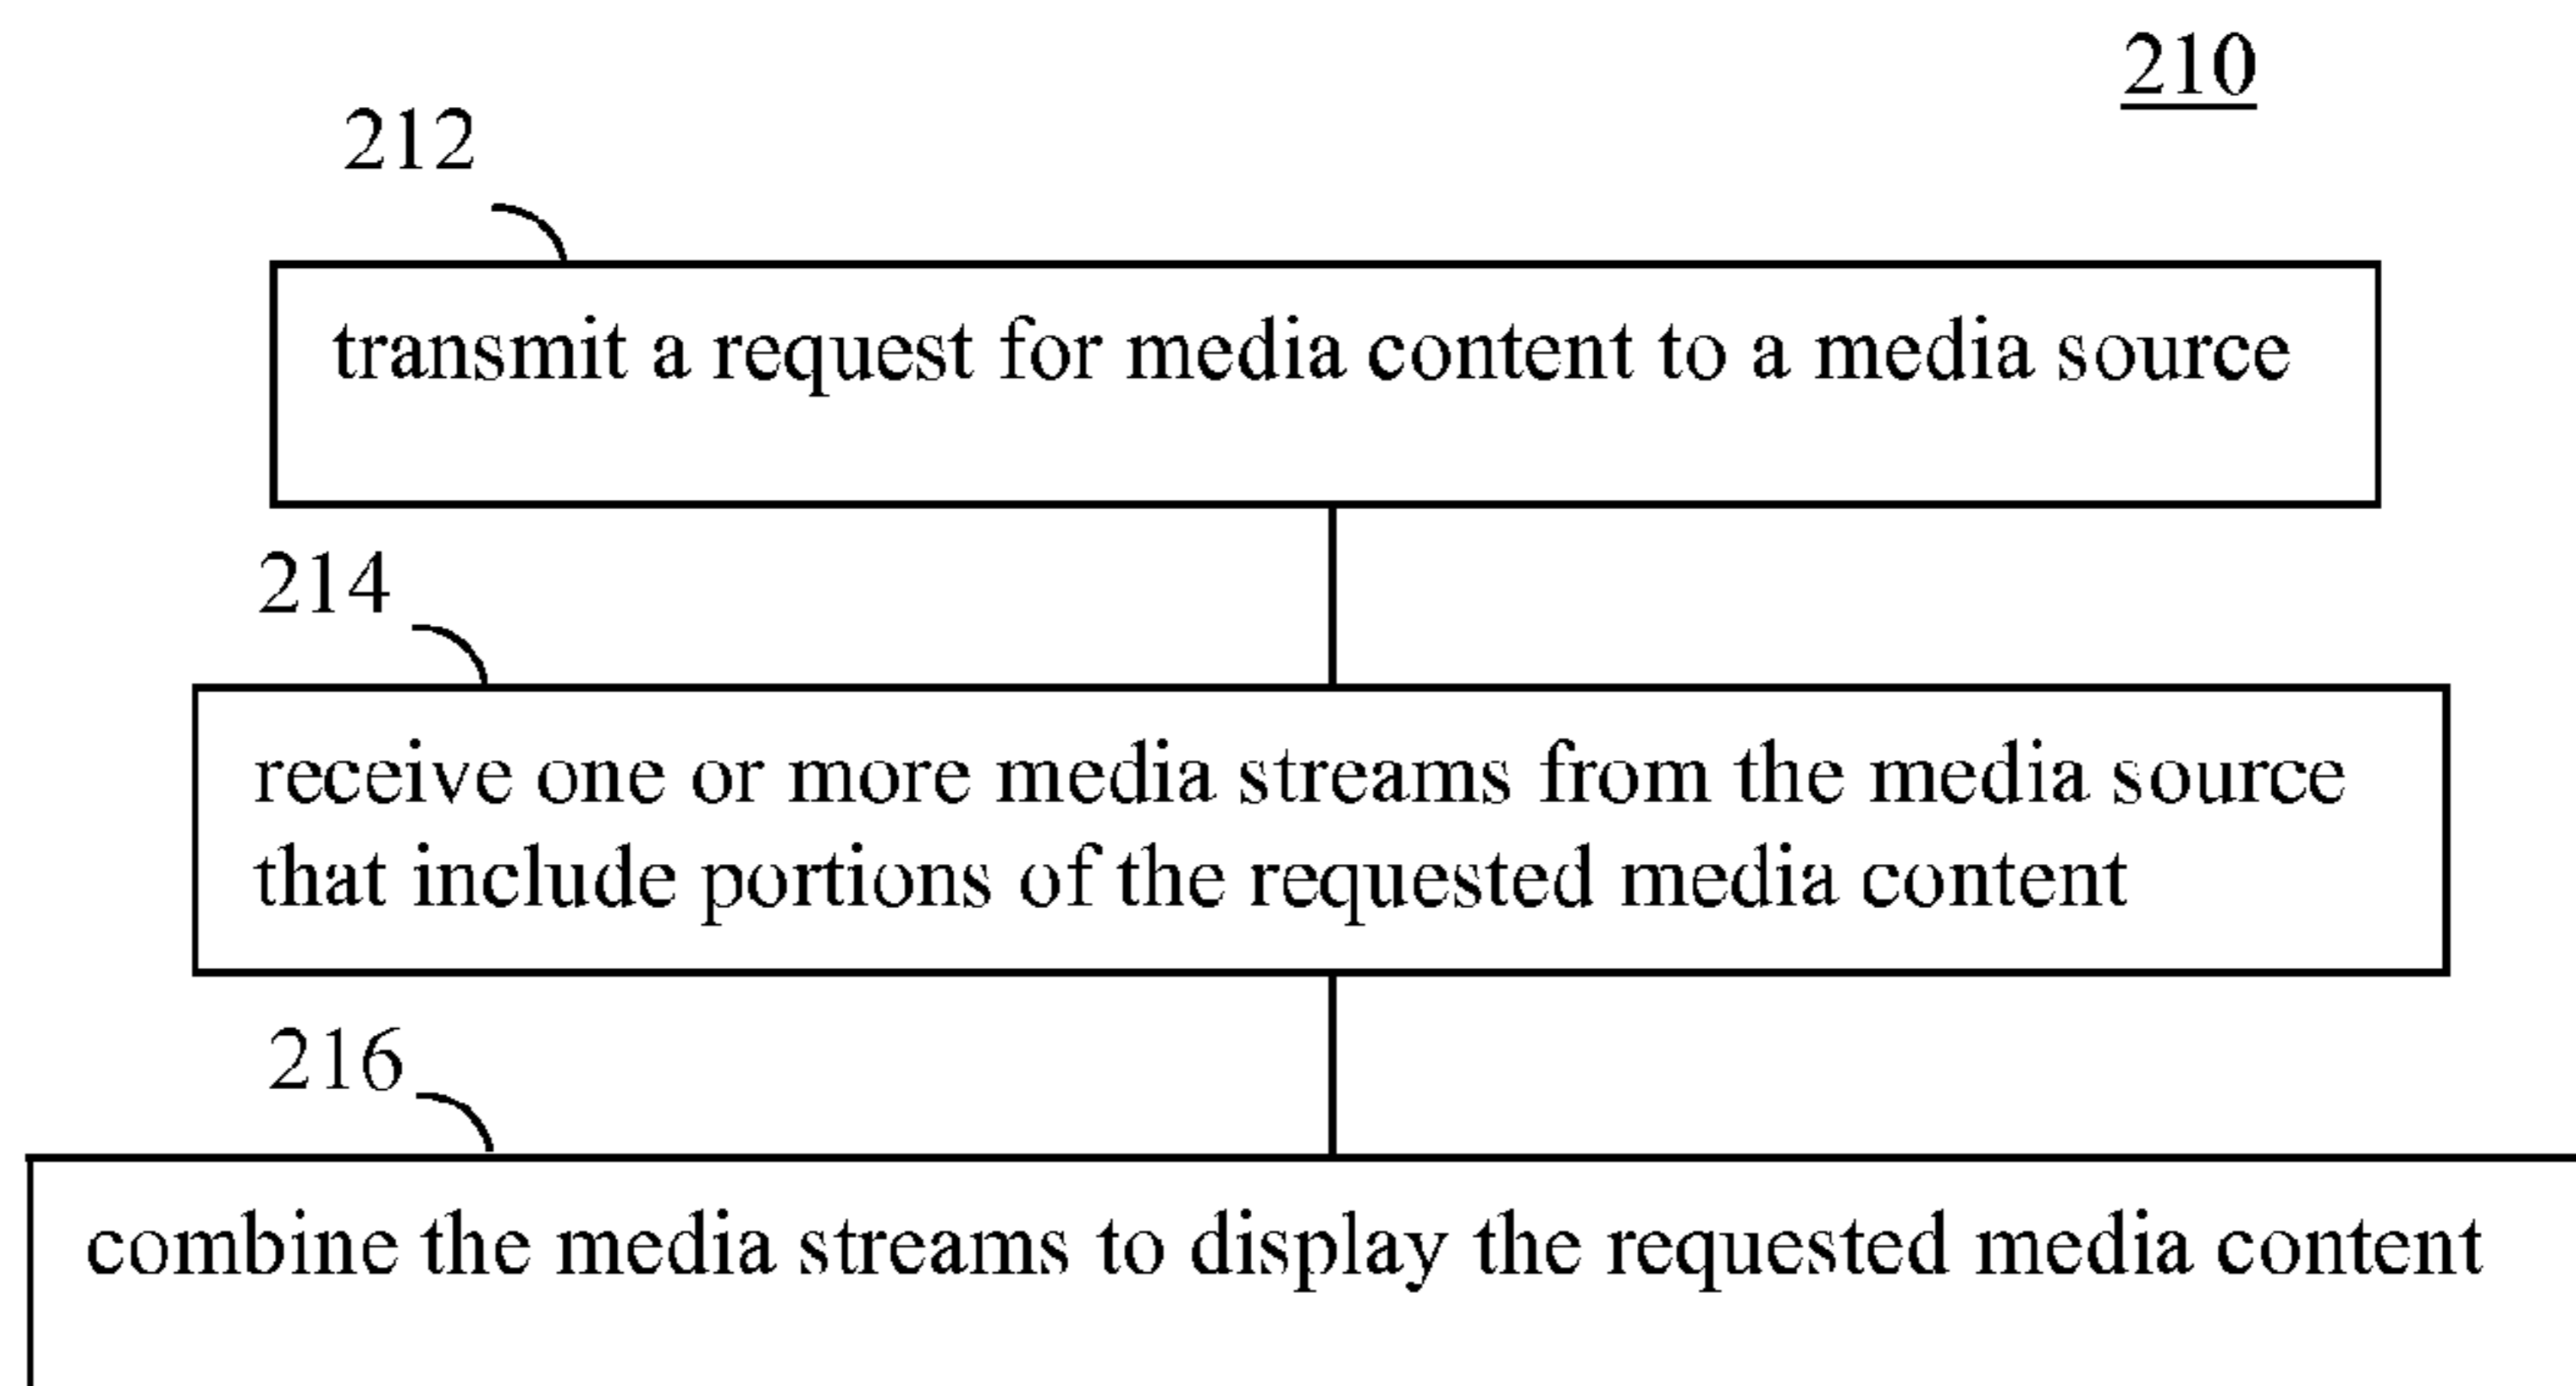 210
212
transmit a request for media content to a media source
214
receive one or more media streams from the media source
that include portions of the requested media content
216
combine the media streams to display the requested media content